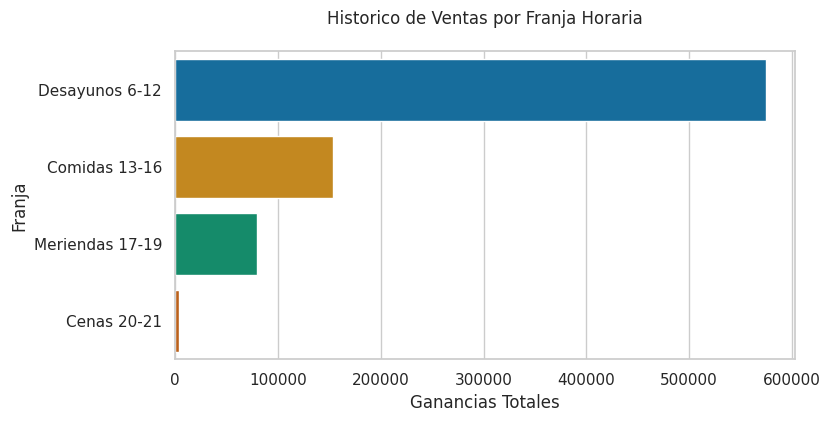 Historico de Ventas por Franja Horaria
Franja
Desayunos 6-12
Comidas 13-16
Meriendas 17-19
Cenas 20-21
0 100000 200000 300000 400000 500000 600000
Ganancias Totales